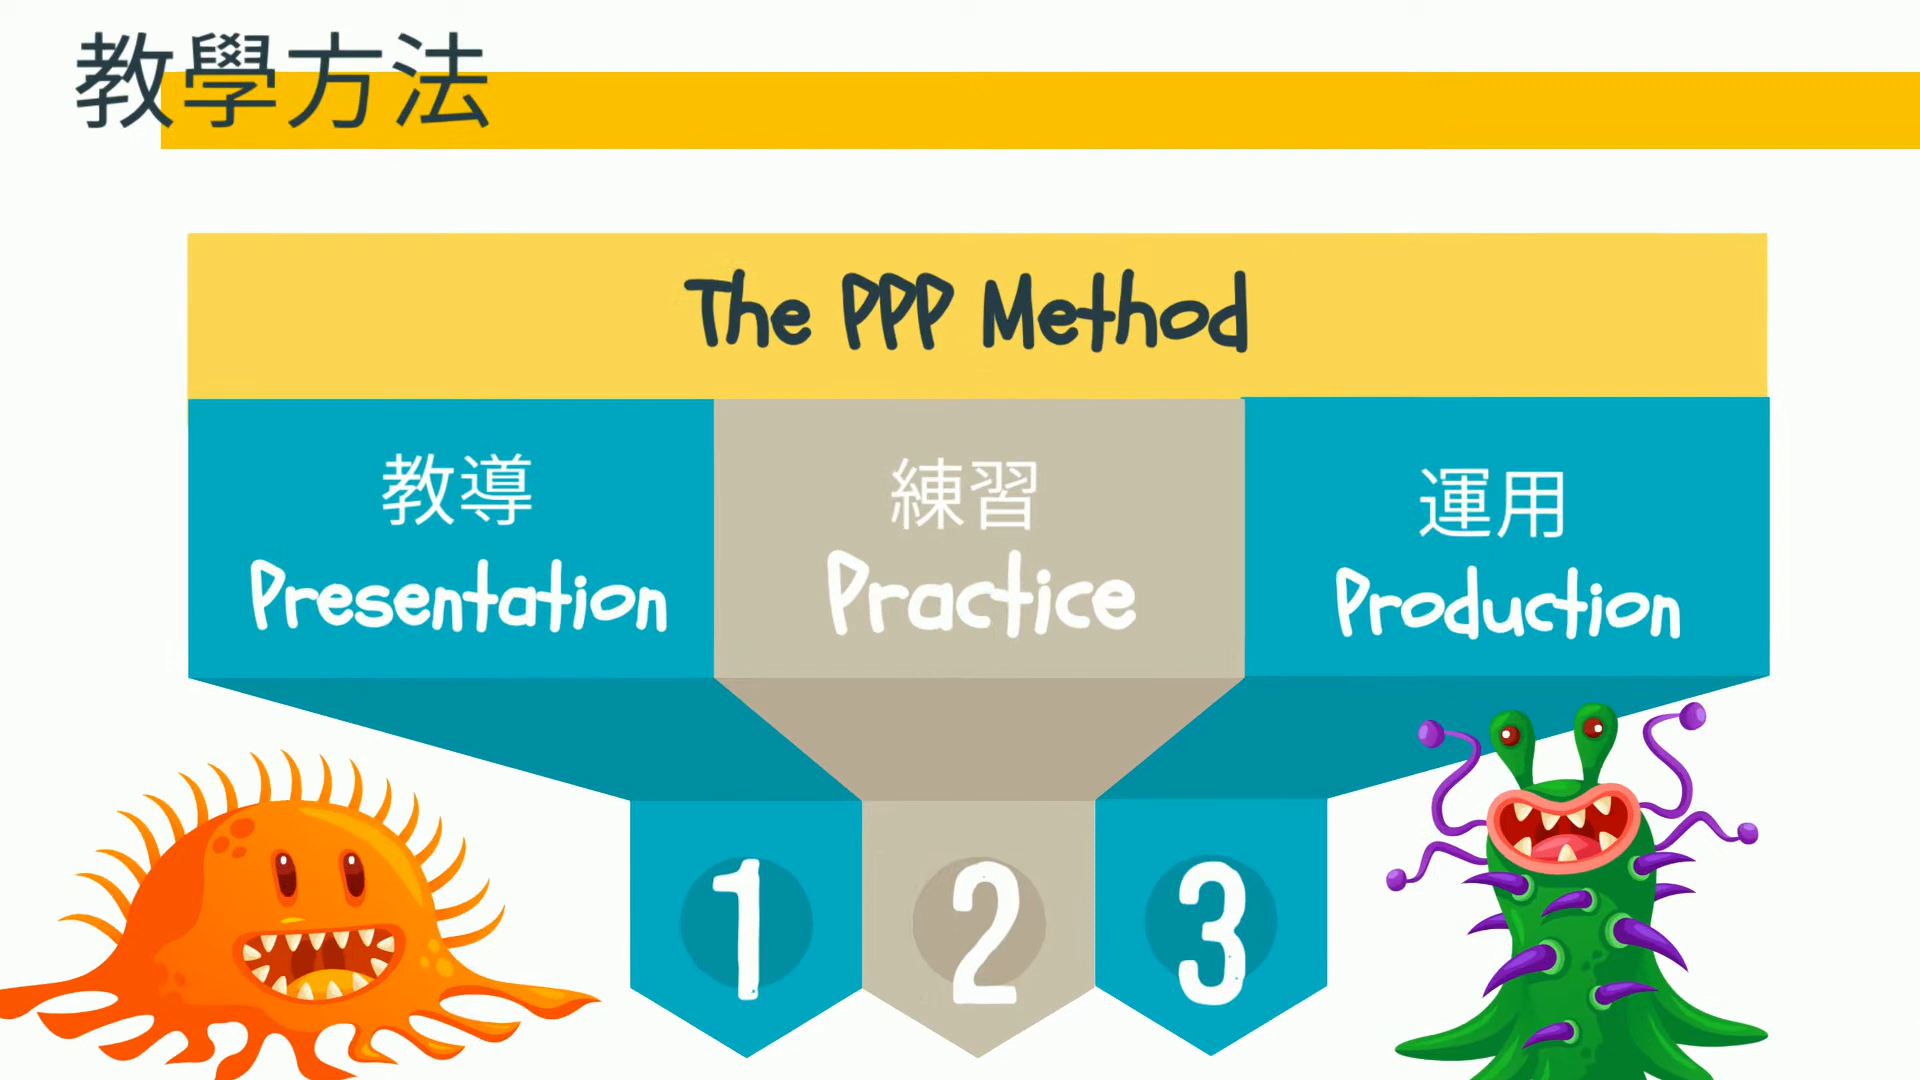 教學方法
The PPP Method
教導
Presentation
練習
Practice
運用
Production
1
2
3